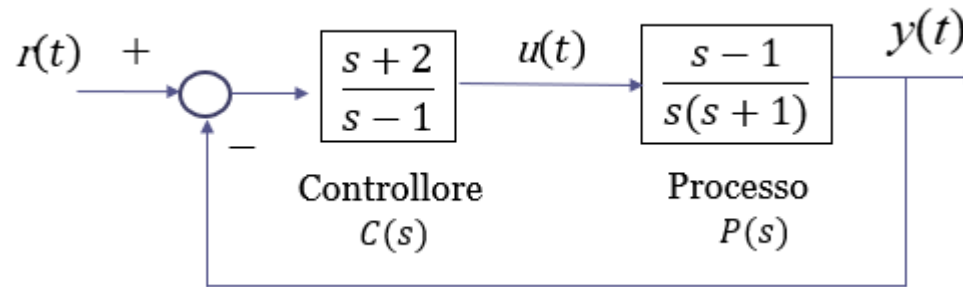 r(t) + s + 2 u(t) s − 1 y(t)
s − 1 s(s + 1)
−
Controllore Processo
C(s) P(s)